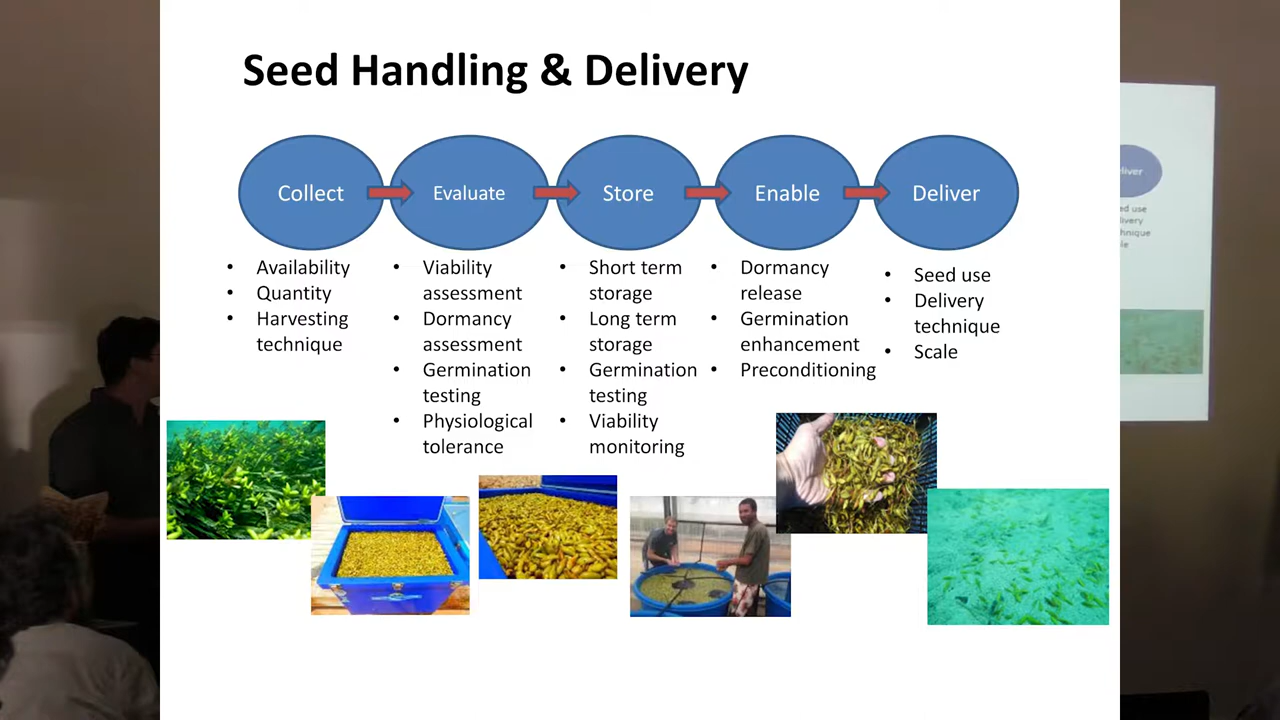 Seed Handling & Delivery
Collect
Evaluate
Store
Enable
Deliver
• Availability
• Quantity
• Harvesting
technique
• Viability
assessment
• Dormancy
assessment
• Germination
testing
• Physiological
tolerance
• Short term
storage
• Long term
storage
• Germination
testing
• Viability
monitoring
• Dormancy
release
• Germination
enhancement
• Preconditioning
• Seed use
• Delivery
technique
• Scale